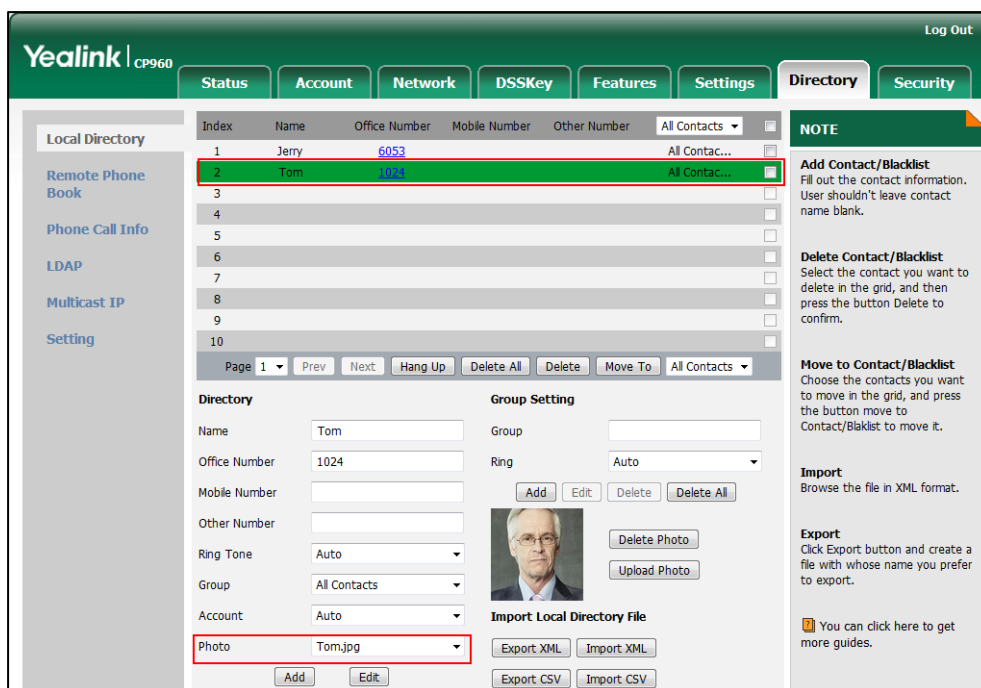 Log Out
Yealink CP960
Status Account Network DSSKey Features Settings Directory Security
Local Directory
Remote Phone
Book
Phone Call Info
LDAP
Multicast IP
Setting
Index Name Office Number Mobile Number Other Number All Contacts
1 Jerry 6053 All Contac...
2 Tom 1024 All Contac...
3
4
5
6
7
8
9
10
Page 1 Prev Next Hang Up Delete All Delete Move To All Contacts
Directory
Name Tom
Office Number 1024
Mobile Number
Other Number
Ring Tone Auto
Group All Contacts
Account Auto
Photo Tom.jpg
Add Edit
Group Setting
Group
Ring Auto
Add Edit Delete Delete All
Delete Photo
Upload Photo
Import Local Directory File
Export XML Import XML
Export CSV Import CSV
NOTE
Add Contact/Blacklist
Fill out the contact information.
User shouldn't leave contact
name blank.
Delete Contact/Blacklist
Select the contact you want to
delete in the grid, and then
press the button Delete to
confirm.
Move to Contact/Blacklist
Choose the contacts you want
to move in the grid, and press
the button move to
Contact/Blaklist to move it.
Import
Browse the file in XML format.
Export
Click Export button and create a
file with whose name you prefer
to export.
You can click here to get
more guides.